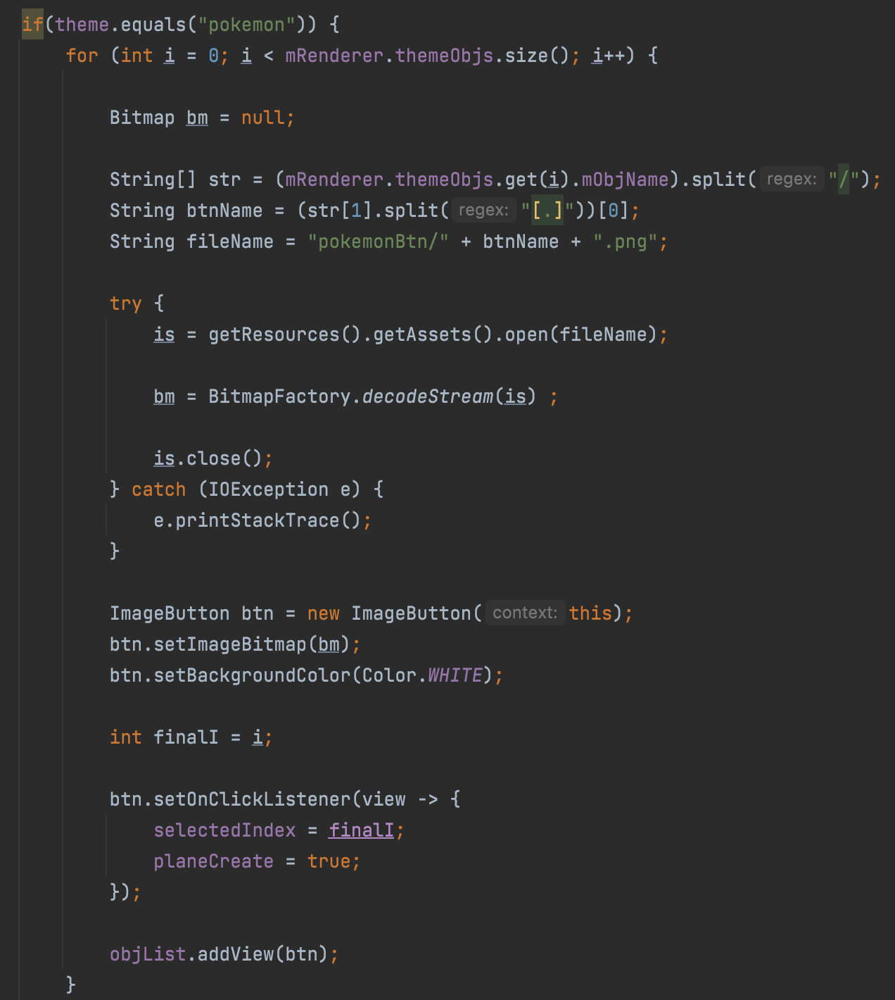 if(theme.equals("pokemon")) {
for (int i = 0; i < mRenderer.themeObjs.size(); i++) {
Bitmap bm = null;
String[] str = (mRenderer.themeObjs.get(i).mObjName).split( regex: "/");
String btnName = (str[1].split( regex: "[.]"))[0];
String fileName = "pokemonBtn/" + btnName + ".png";
try {
is = getResources().getAssets().open(fileName);
bm = BitmapFactory.decodeStream(is) ;
is.close();
} catch (IOException e) {
e.printStackTrace();
}
ImageButton btn = new ImageButton( context: this);
btn.setImageBitmap(bm);
btn.setBackgroundColor(Color.WHITE);
int finalI = i;
btn.setOnClickListener(view -> {
selectedIndex = finalI;
planeCreate = true;
});
objList.addView(btn);
}